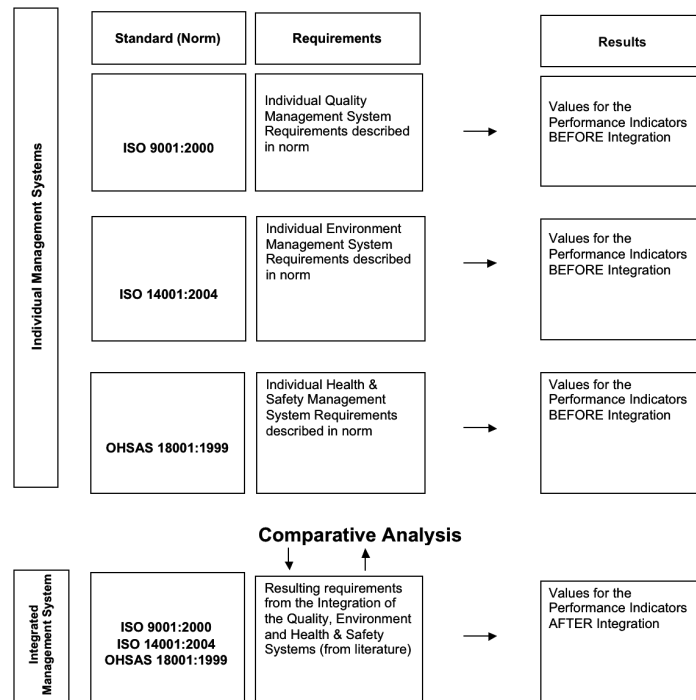 Standard (Norm)
Requirements
Results
Individual Management Systems
ISO 9001:2000
Individual Quality
Management System
Requirements described
in norm
Values for the
Performance Indicators
BEFORE Integration
ISO 14001:2004
Individual Environment
Management System
Requirements described
in norm
Values for the
Performance Indicators
BEFORE Integration
OHSAS 18001:1999
Individual Health &
Safety Management
System Requirements
described in norm
Values for the
Performance Indicators
BEFORE Integration
Comparative Analysis
Integrated
Management System
ISO 9001:2000
ISO 14001:2004
OHSAS 18001:1999
Resulting requirements
from the Integration of
the Quality, Environment
and Health & Safety
Systems (from literature)
Values for the
Performance Indicators
AFTER Integration